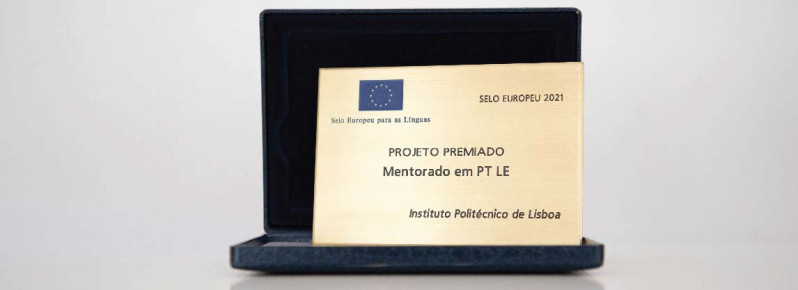 SELO EUROPEU 2021
Selo Europeu para as Línguas
PROJETO PREMIADO
Mentorado em PT LE
Instituto Politécnico de Lisboa